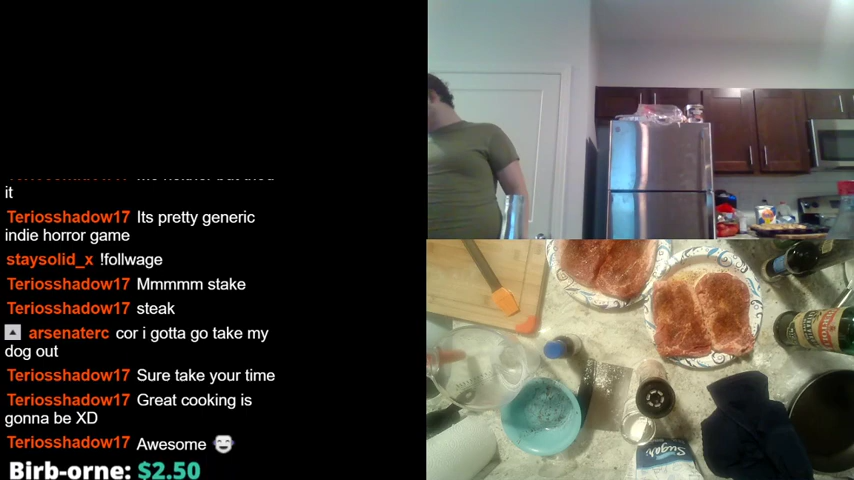 it
Teriosshadow17 Its pretty generic
indie horror game
staysolid_x !follwage
Teriosshadow17 Mmmmm stake
Teriosshadow17 steak
arsenaterc cor i gotta go take my
dog out
Teriosshadow17 Sure take your time
Teriosshadow17 Great cooking is
gonna be XD
Teriosshadow17 Awesome
Birb-orne: $2.50
Sugar